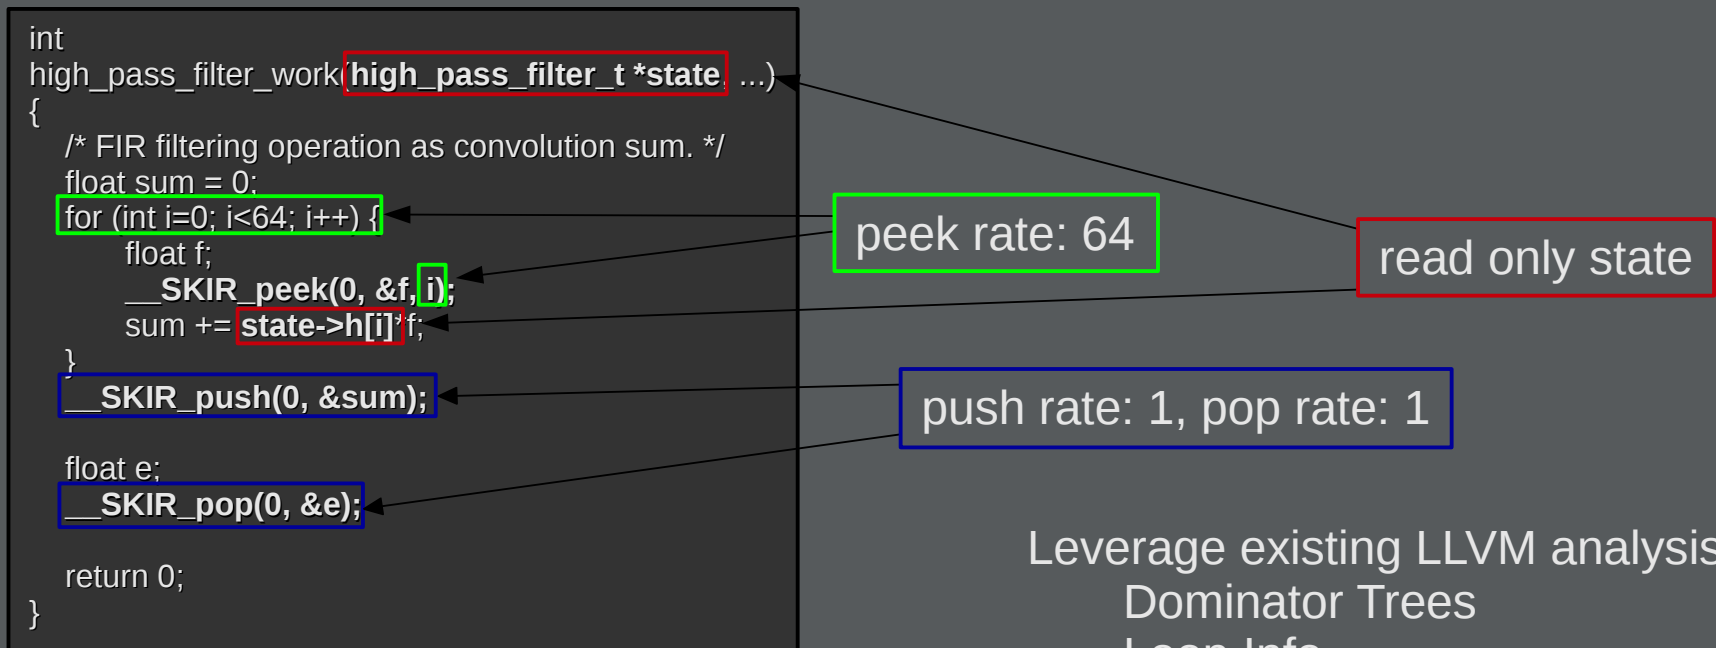 int
high_pass_filter_work(high_pass_filter_t *state, ...)
{
/* FIR filtering operation as convolution sum. */
float sum = 0;
for (int i=0; i<64; i++) {
float f;
__SKIR_peek(0, &f, i);
sum += state->h[i]*f;
}
__SKIR_push(0, &sum);
float e;
__SKIR_pop(0, &e);
return 0;
}
peek rate: 64
read only state
push rate: 1, pop rate: 1
Leverage existing LLVM analysis
Dominator Trees
Loop Info